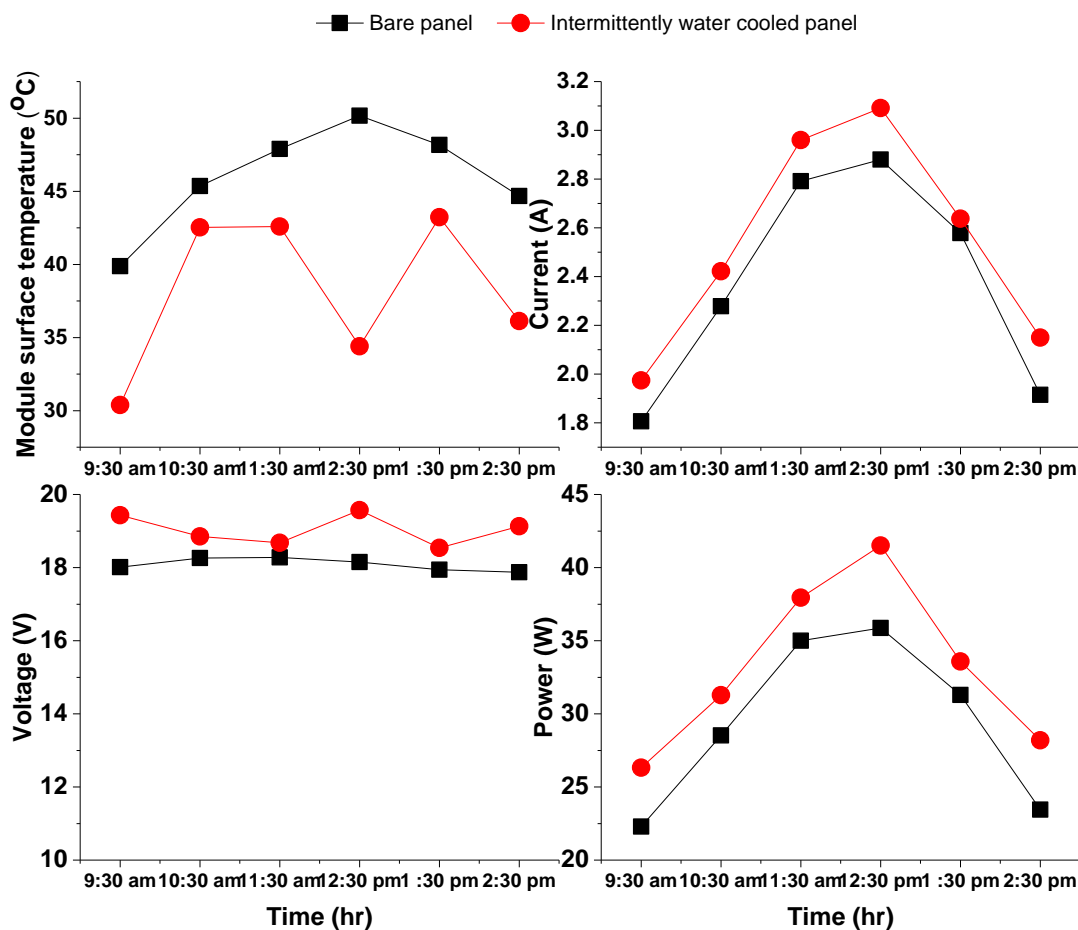 Bare panel Intermittently water cooled panel
Module surface temperature (ºC)
50
45
40
35
30
9:30 am 10:30 am 11:30 am 12:30 pm 1 :30 pm 2:30 pm
Current (A)
3.2
3.0
2.8
2.6
2.4
2.2
2.0
1.8
9:30 am 10:30 am 11:30 am 12:30 pm 1 :30 pm 2:30 pm
Voltage (V)
20
18
16
14
12
10
9:30 am 10:30 am 11:30 am 12:30 pm 1 :30 pm 2:30 pm
Time (hr)
Power (W)
45
40
35
30
25
20
9:30 am 10:30 am 11:30 am 12:30 pm 1 :30 pm 2:30 pm
Time (hr)